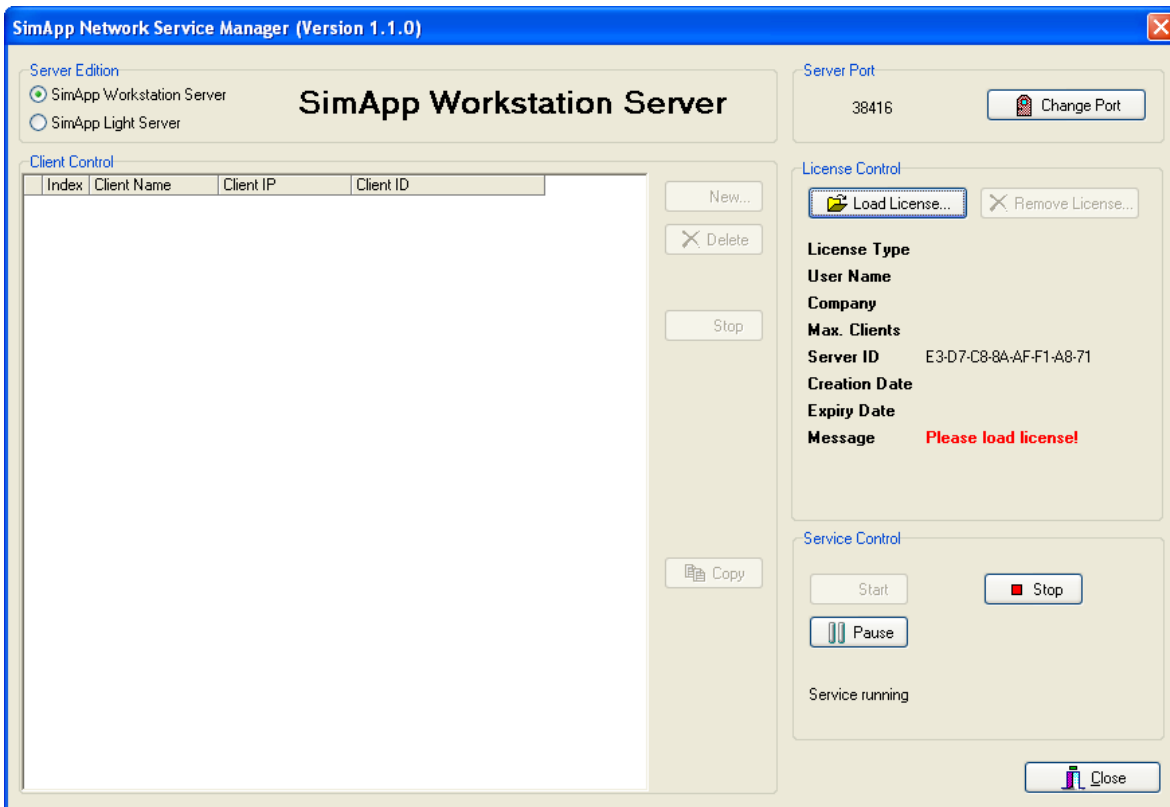 SimApp Network Service Manager (Version 1.1.0)
Server Edition
SimApp Workstation Server
SimApp Light Server
SimApp Workstation Server
Server Port
38416
Change Port
Client Control
Index Client Name Client IP Client ID
New...
Delete
Stop
Copy
License Control
Load License...
Remove License...
License Type
User Name
Company
Max. Clients
Server ID E3-D7-C8-8A-AF-F1-A8-71
Creation Date
Expiry Date
Message Please load license!
Service Control
Start
Stop
Pause
Service running
Close